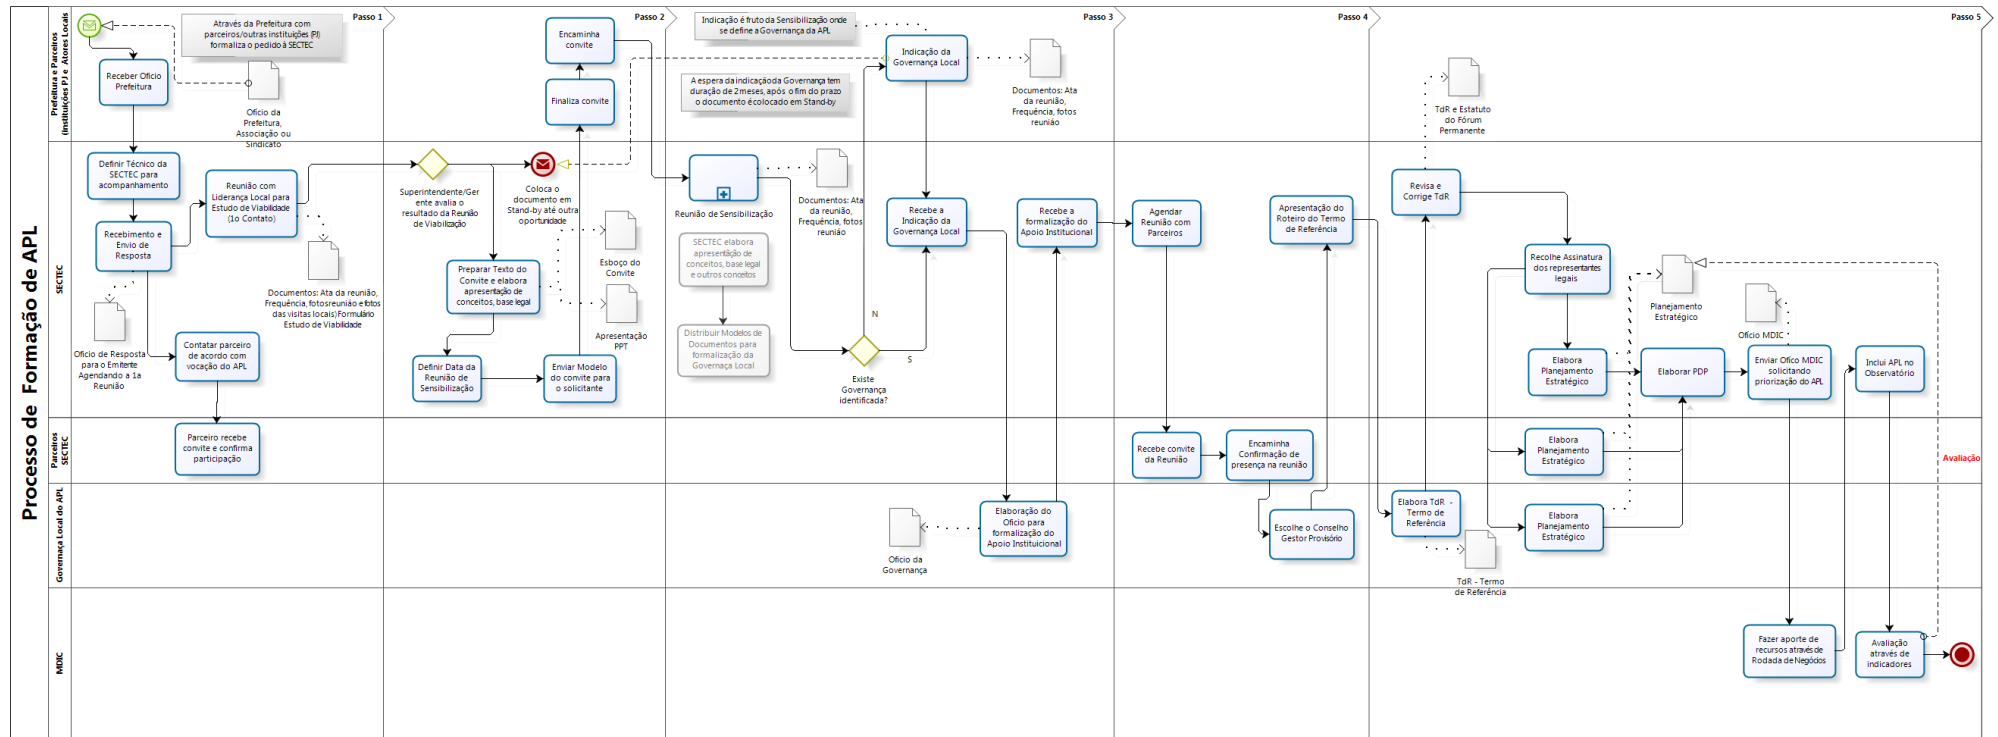 Processo de Formação de APL
Prefeitura e Parceiros
(Instituições PJ e Atores Locais)
SECTEC
Parceiros
SECTEC
Governaça Local do APL
MDIC
Passo 1
Passo 2
Passo 3
Passo 4
Passo 5
Através da Prefeitura com
parceiros/outras instituições (PJ)
formaliza o pedido à SECTEC
Receber Oficio
Prefeitura
Ofício da
Prefeitura,
Associação ou
Sindicato
Definir Técnico da
SECTEC para
acompanhamento
Recebimento e
Envio de
Resposta
Reunião com
Liderança Local para
Estudo de Viabilidade
(1o Contato)
Documentos: Ata da reunião,
Frequência, fotosreunião e fotos
das visitas locais)Formulário
Estudo de Viabilidade
Oficio de Resposta
para o Emitente
Agendando a 1a
Reunião
Contatar parceiro
de acordo com
vocação do APL
Parceiro recebe
convite e confirma
participação
Encaminha
convite
Finaliza convite
Superintendente/Ger
ente avalia o
resultado da Reunião
de Viabilização
Coloca o
documento em
Stand-by até outra
oportunidade
Preparar Texto do
Convite e elabora
apresentação de
conceitos, base legal
Esboço do
Convite
Apresentação
PPT
Definir Data da
Reunião de
Sensibilização
Enviar Modelo
do convite para
o solicitante
Indicação é fruto da Sensibilização onde
se define a Governança da APL
A espera da indicaçãoda Governança tem
duração de 2 meses, após o fim do prazo
o documento é colocado em Stand-by
Indicação da
Governança Local
Documentos: Ata
da reunião,
Frequência, fotos
reunião
Reunião de Sensibilização
Documentos: Ata
da reunião,
Frequência, fotos
reunião
SECTEC elabora
apresentação de
conceitos, base legal
e outros conceitos
Distribuir Modelos de
Documentos para
formalização da
Governaça Local
N
S
Existe
Governança
identificada?
Recebe a
Indicação da
Governança Local
Recebe a
formalização do
Apoio Institucional
Elaboração do
Oficio para
formalização do
Apoio Instituicional
Oficio da
Governança
Agendar
Reunião com
Parceiros
Recebe convite
da Reunião
Encaminha
Confirmação de
presença na reunião
Escolhe o Conselho
Gestor Provisório
Apresentação do
Roteiro do Termo
de Referência
TdR e Estatuto
do Fórum
Permanente
Revisa e
Corrige TdR
Elabora TdR -
Termo de
Referência
TdR - Termo
de Referência
Recolhe Assinatura
dos representantes
legais
Planejamento
Estratégico
Elabora
Planejamento
Estratégico
Elabora
Planejamento
Estratégico
Elabora
Planejamento
Estratégico
Elaborar PDP
Ofício MDIC
Enviar Ofico MDIC
solicitando
priorização do APL
Inclui APL no
Observatório
Avaliação
Fazer aporte de
recursos através de
Rodada de Negócios
Avaliação
através de
indicadores